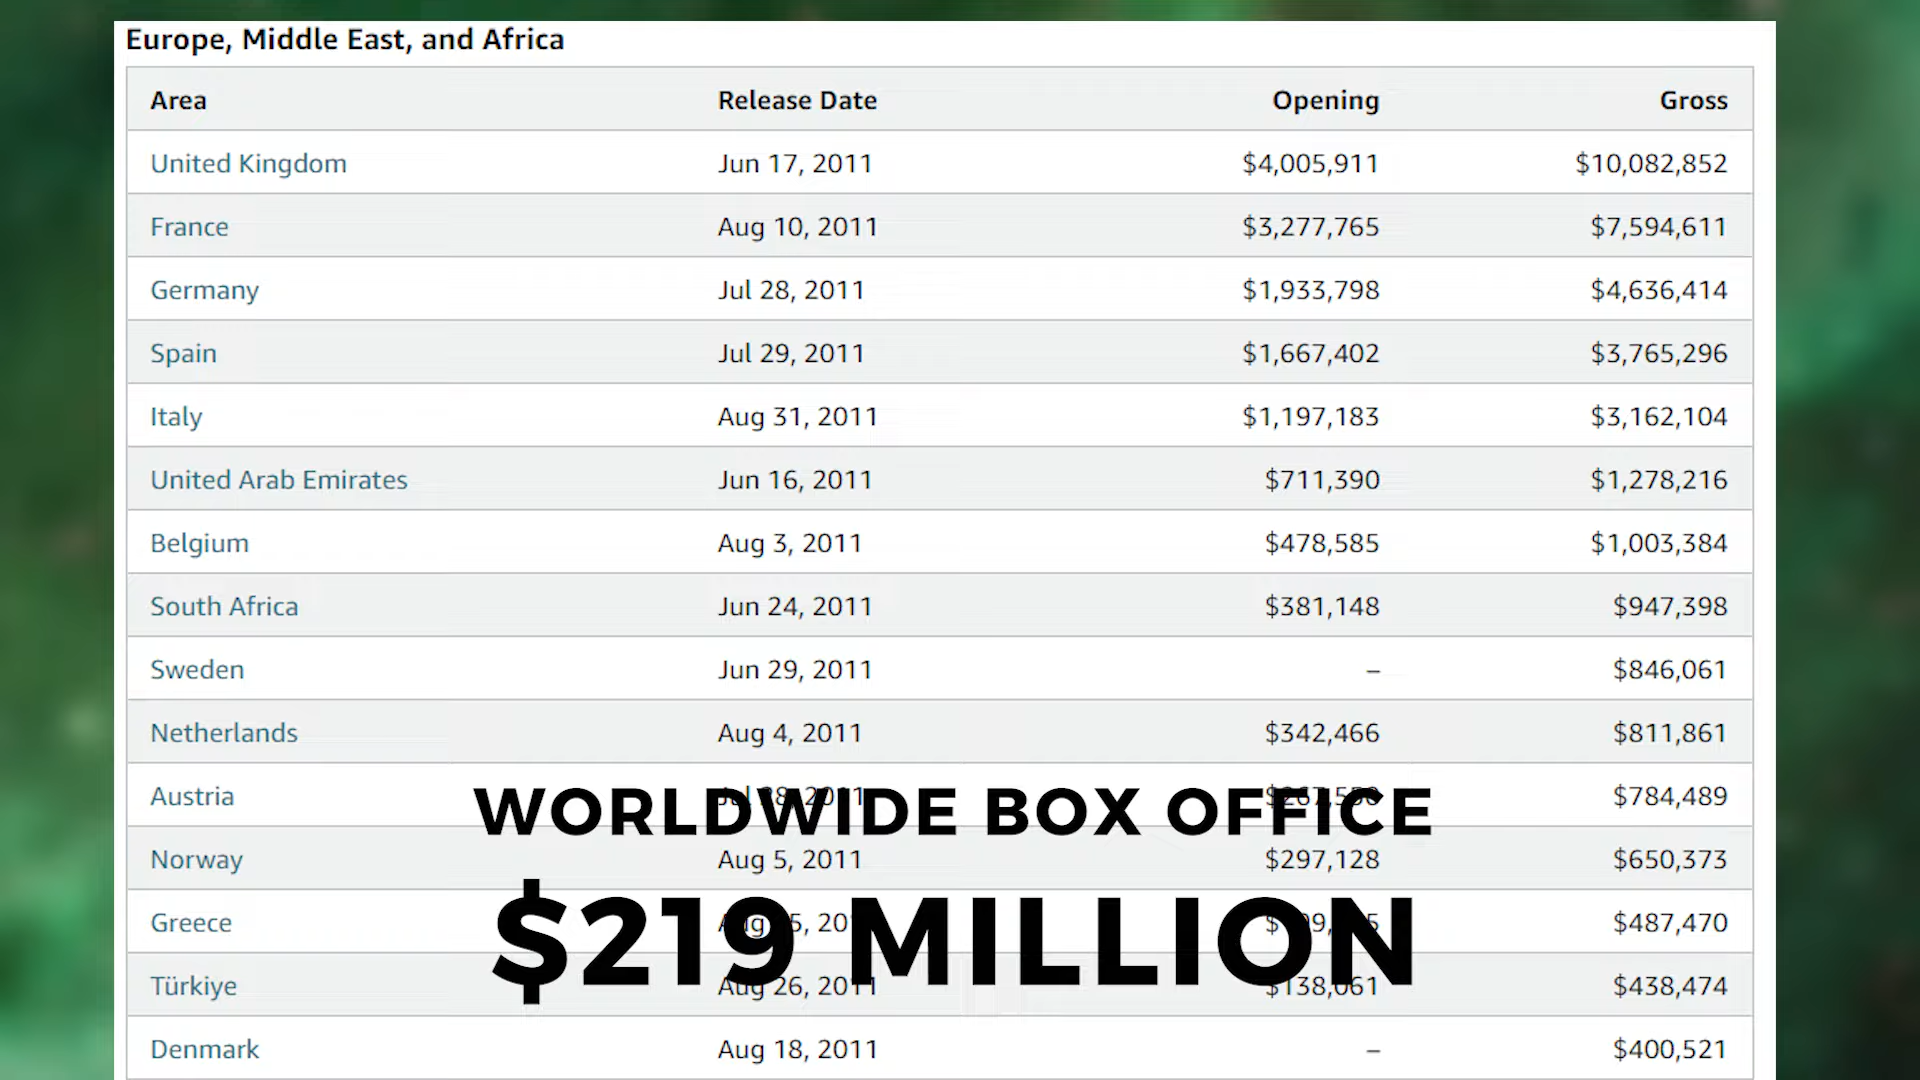 Europe, Middle East, and Africa
Area Release Date Opening Gross
United Kingdom Jun 17, 2011 $4,005,911 $10,082,852
France Aug 10, 2011 $3,277,765 $7,594,611
Germany Jul 28, 2011 $1,933,798 $4,636,414
Spain Jul 29, 2011 $1,667,402 $3,765,296
Italy Aug 31, 2011 $1,197,183 $3,162,104
United Arab Emirates Jun 16, 2011 $711,390 $1,278,216
Belgium Aug 3, 2011 $478,585 $1,003,384
South Africa Jun 24, 2011 $381,148 $947,398
Sweden Jun 29, 2011 – $846,061
Netherlands Aug 4, 2011 $342,466 $811,861
Austria $784,489
WORLDWIDE BOX OFFICE
Norway Aug 5, 2011 $297,128 $650,373
Greece $487,470
$219 MILLION
Türkiye Aug 26, 2011 $438,474
Denmark Aug 18, 2011 – $400,521